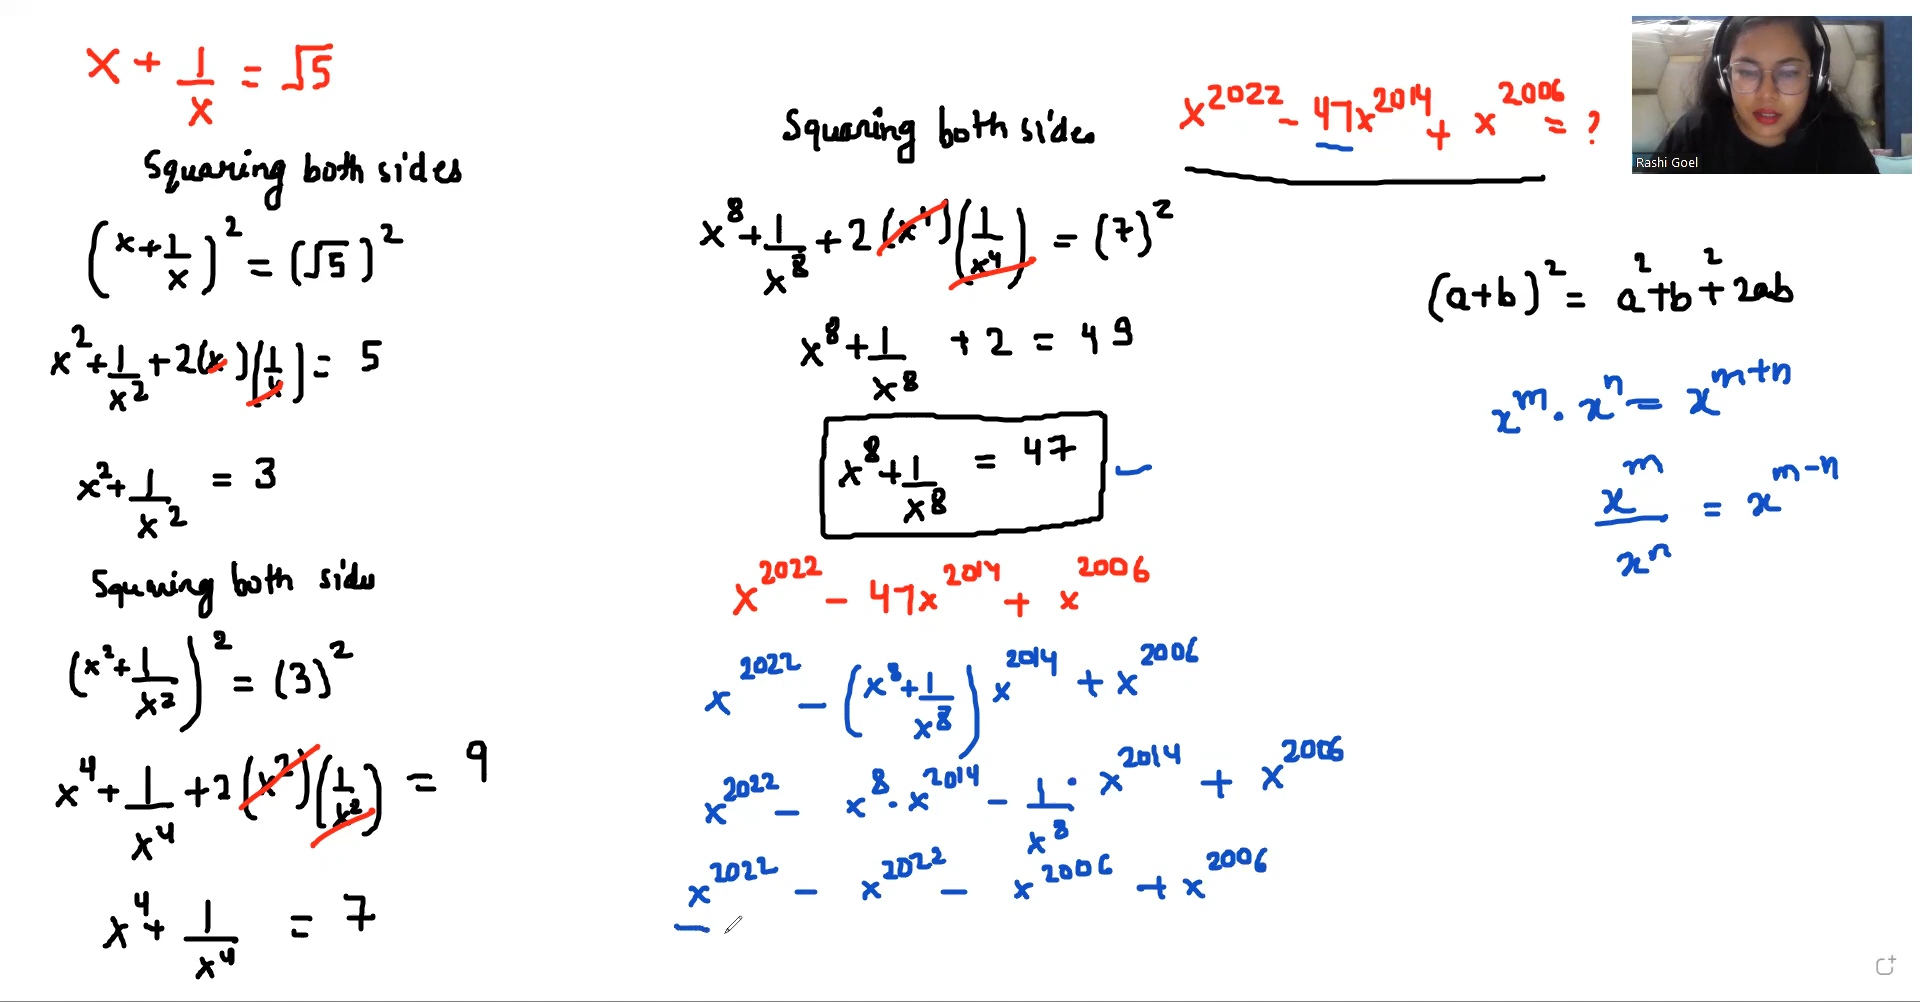 x + 1/x = √5
Squaring both sides
(x + 1/x)² = (√5)²
x² + 1/x² + 2(x)(1/x) = 5
x² + 1/x² = 3
Squaring both side
(x² + 1/x²)² = (3)²
x⁴ + 1/x⁴ + 2(x²)(1/x²) = 9
x⁴ + 1/x⁴ = 7
Squaring both sides
x⁸ + 1/x⁸ + 2(x⁴)(1/x⁴) = (7)²
x⁸ + 1/x⁸ + 2 = 49
x⁸ + 1/x⁸ = 47
x²⁰²² - 47x²⁰¹⁴ + x²⁰⁰⁶
x²⁰²² - (x⁸ + 1/x⁸) x²⁰¹⁴ + x²⁰⁰⁶
x²⁰²² - x⁸ · x²⁰¹⁴ - 1/x⁸ · x²⁰¹⁴ + x²⁰⁰⁶
x²⁰²² - x²⁰²² - x²⁰⁰⁶ + x²⁰⁰⁶
x²⁰²² - 47x²⁰¹⁴ + x²⁰⁰⁶ = ?
(a+b)² = a² + b² + 2ab
xᵐ · xⁿ = xᵐ⁺ⁿ
xᵐ/xⁿ = xᵐ⁻ⁿ
Rashi Goel